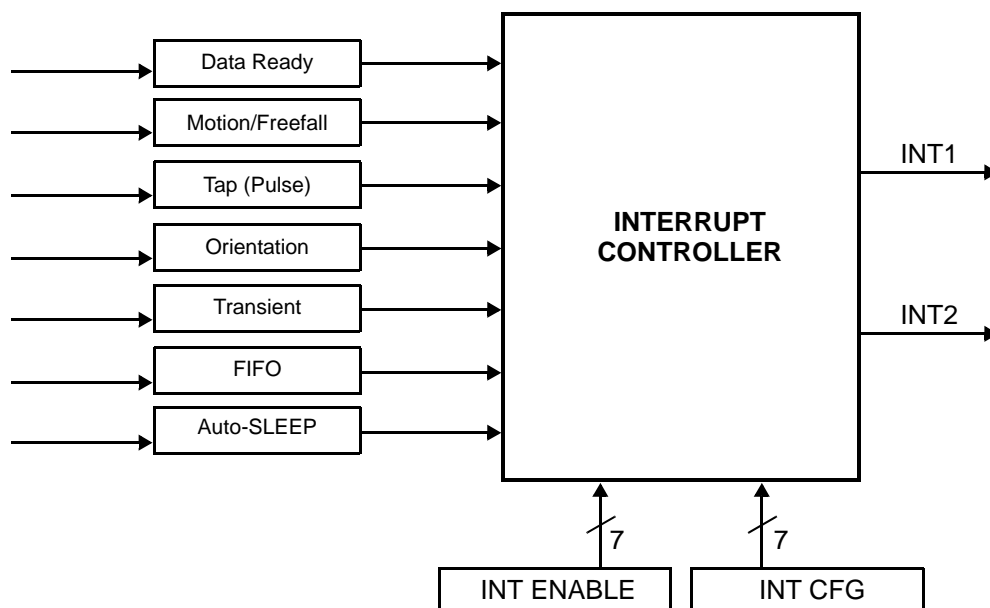 Data Ready
Motion/Freefall
Tap (Pulse)
Orientation
Transient
FIFO
Auto-SLEEP
INTERRUPT
CONTROLLER
INT1
INT2
7
7
INT ENABLE
INT CFG